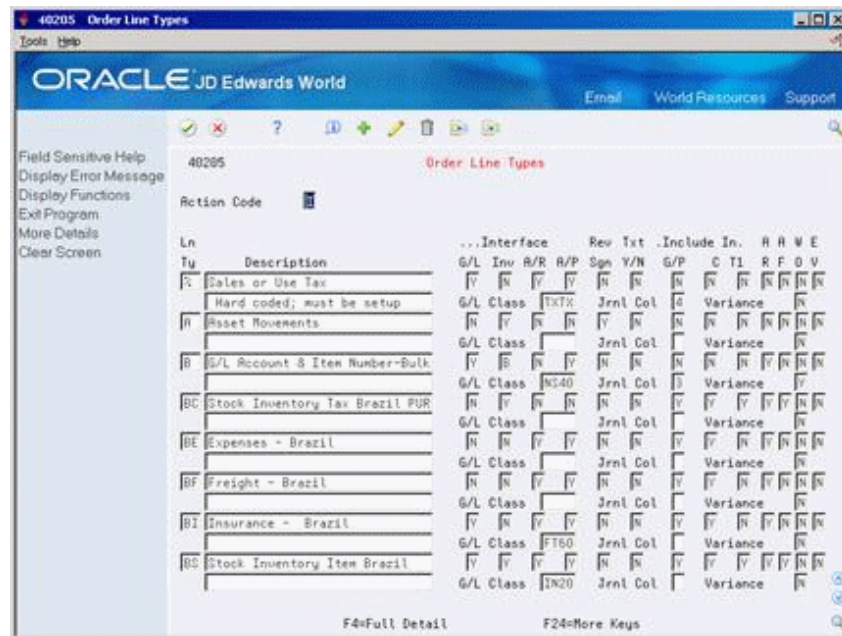 40205 Order Line Types
Tools Help
ORACLE JD Edwards World
Email World Resources Support
Field Sensitive Help
Display Error Message
Display Functions
Exit Program
More Details
Clear Screen
40205 Order Line Types
Action Code I
Ln ...Interface Rev Txt .Include In. A A W E
Ty Description G/L Inv A/R A/P Sgn Y/N G/P C T1 R F O V
% Sales or Use Tax Y N Y Y N N N N N N N N N
Hard coded; must be setup G/L Class TXTX Jrnl Col 4 Variance N
A Asset Movements N Y N N Y N N N N N N N N
G/L Class Jrnl Col Variance N
B G/L Account & Item Number-Bulk Y B N Y N N N N N Y N N N
G/L Class NS40 Jrnl Col 3 Variance Y
BC Stock Inventory Tax Brazil PUR N Y N N N N Y Y Y Y Y N N
G/L Class Jrnl Col Variance N
BE Expenses - Brazil N N Y Y N N Y Y N Y N N N
G/L Class Jrnl Col Variance N
BF Freight - Brazil N N Y Y N N Y Y N Y N N N
G/L Class Jrnl Col Variance N
BI Insurance - Brazil Y N Y Y N N Y Y N Y N N N
G/L Class FT60 Jrnl Col Variance N
BS Stock Inventory Item Brazil Y Y Y Y N N Y Y Y Y Y N N
G/L Class IN20 Jrnl Col Variance N
F4=Full Detail F24=More Keys